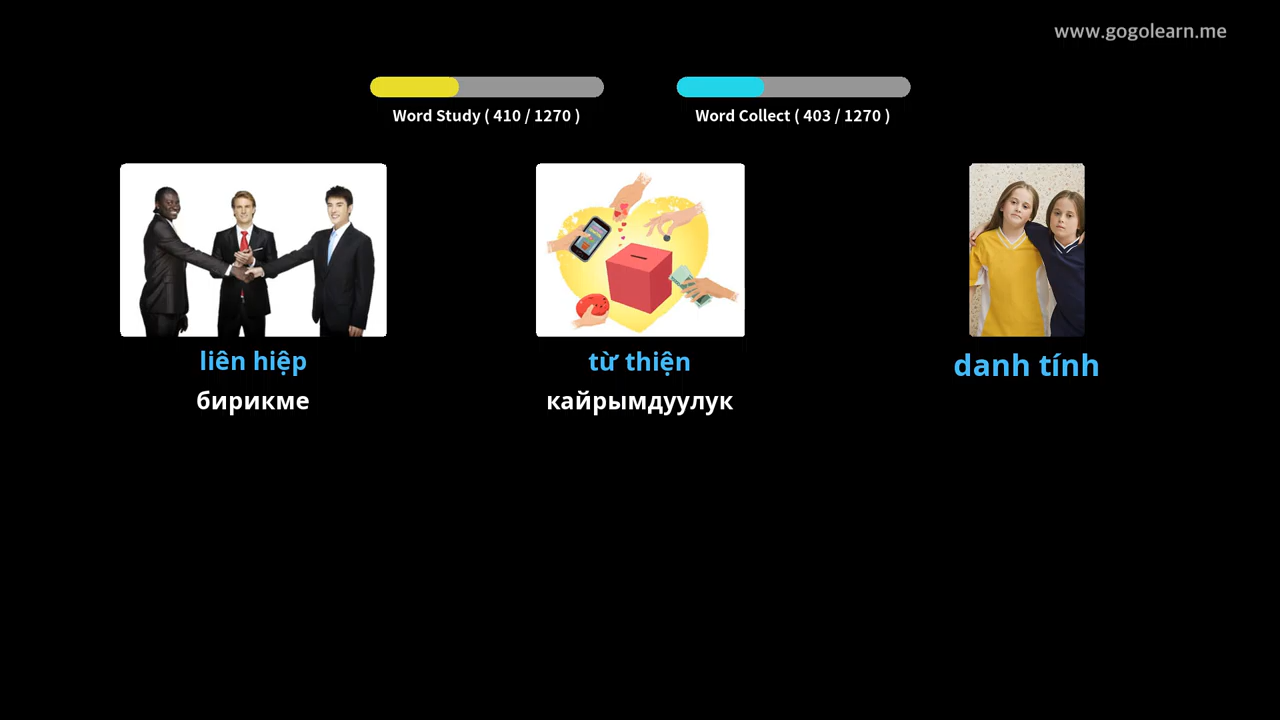 www.gogolearn.me
Word Study ( 410 / 1270 )
Word Collect ( 403 / 1270 )
liên hiệp
бирикме
từ thiện
кайрымдуулук
danh tính